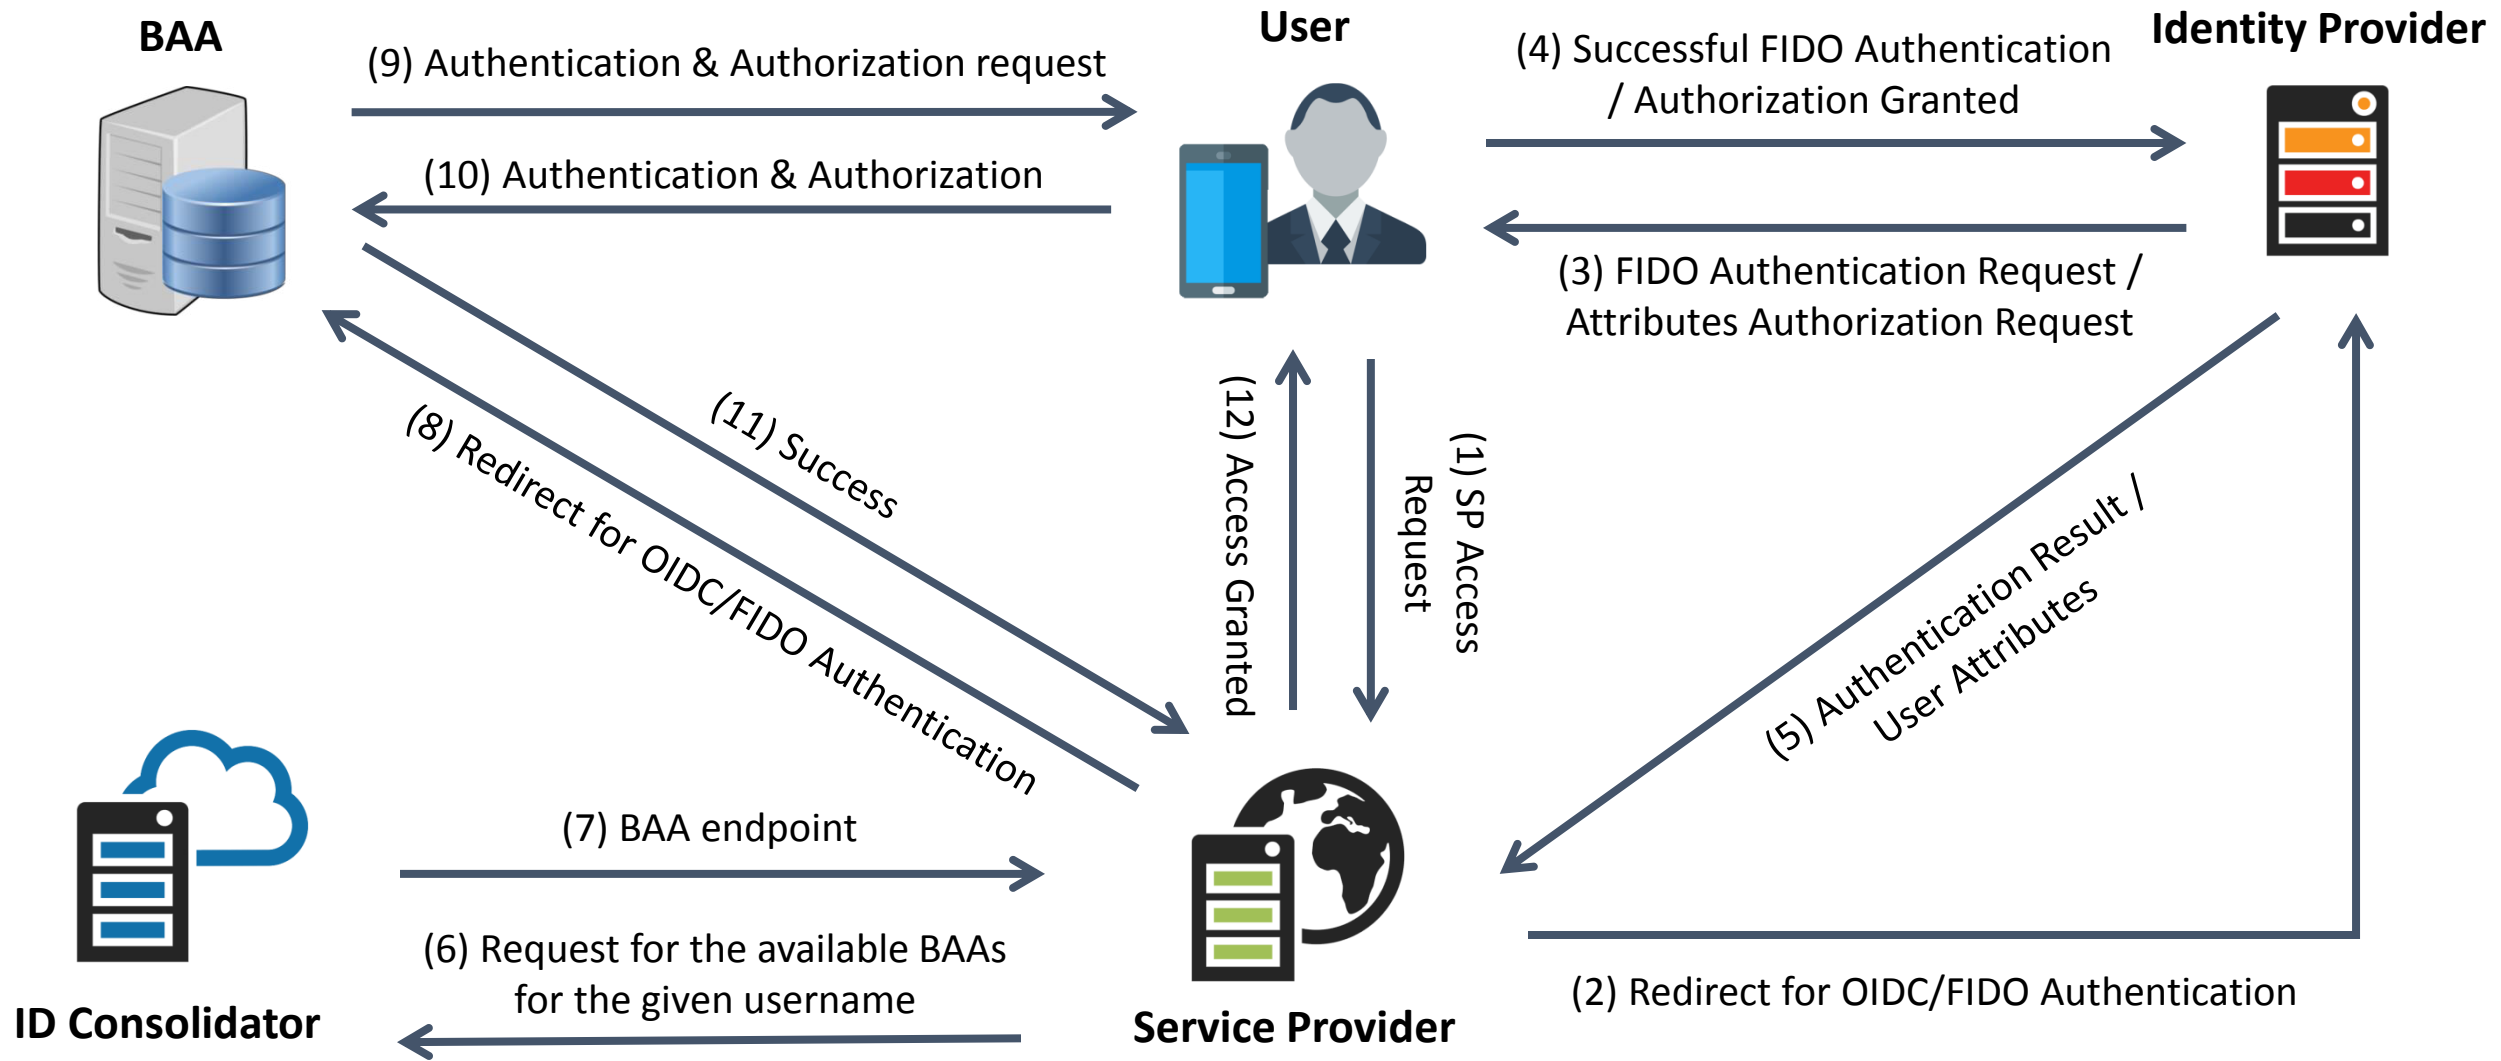 BAA
User
Identity Provider
(9) Authentication & Authorization request
(4) Successful FIDO Authentication
/ Authorization Granted
(10) Authentication & Authorization
(3) FIDO Authentication Request /
Attributes Authorization Request
(11) Success
(8) Redirect for OIDC/FIDO Authentication
(12) Access Granted
(1) SP Access
Request
(5) Authentication Result /
User Attributes
(7) BAA endpoint
(6) Request for the available BAAs
for the given username
(2) Redirect for OIDC/FIDO Authentication
ID Consolidator
Service Provider